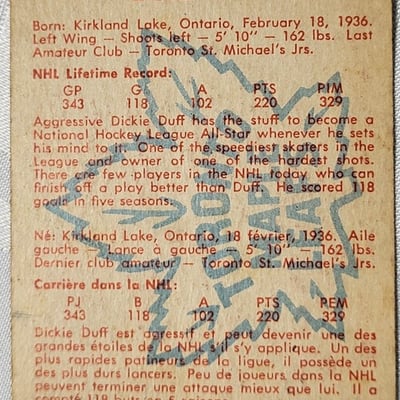 Born: Kirkland Lake, Ontario, February 18, 1936.
Left Wing — Shoots left - 5' 10" - 162 lbs. Last
Amateur Club - Toronto St. Michael's Jrs.
NHL Lifetime Record:
GP G A PTS PIM
343 118 102 220 329
Aggressive Dickie Duff has the stuff to become a
National Hockey League All-Star whenever he sets
his mind to it. One of the speediest skaters in the
League and owner of one of the hardest shots.
There are few players in the NHL today who can
finish off a play better than Duff. He scored 118
goals in five seasons.
TORONTO
MAPLE
LEAFS
Né: Kirkland Lake, Ontario, 18 février, 1936. Aile
gauche — Lance à gauche - 5' 10" - 162 lbs.
Dernier club amateur - Toronto St. Michael's Jrs.
Carrière dans la NHL:
PJ B A PTS PEM
343 118 102 220 329
Dickie Duff est agressif et peut devenir une des
grandes étoiles de la NHL s'il s'y applique. Un des
plus rapides patineurs de la ligue, il possède un
des plus durs lancers. Peu de joueurs dans la NHL
peuvent terminer une attaque mieux que lui. Il a
compté 118 buts